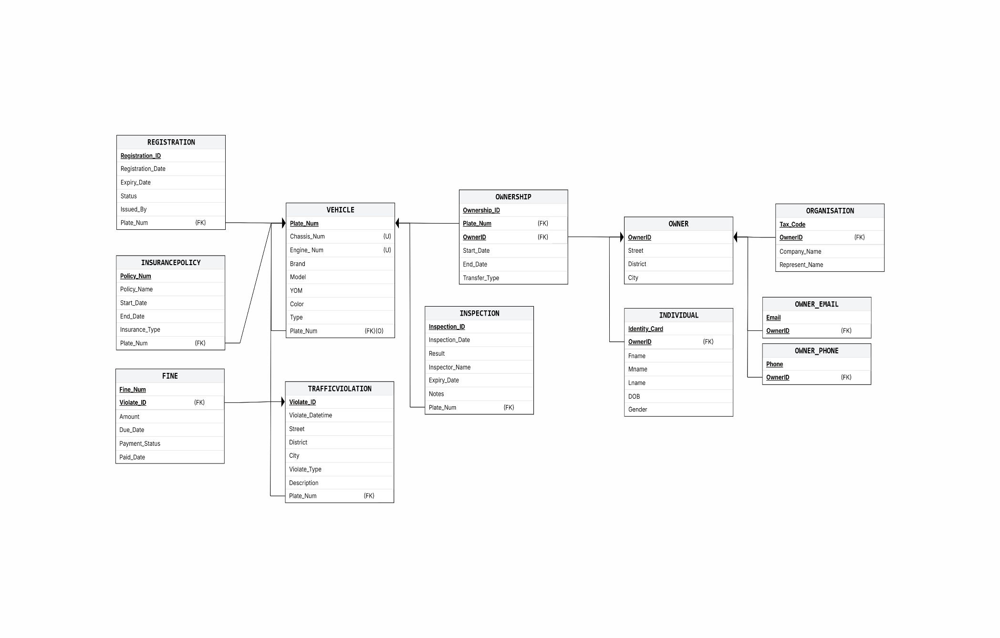 REGISTRATION
Registration_ID
Registration_Date
Expiry_Date
Status
Issued_By
Plate_Num (FK)
INSURANCEPOLICY
Policy_Num
Policy_Name
Start_Date
End_Date
Insurance_Type
Plate_Num (FK)
FINE
Fine_Num
Violate_ID (FK)
Amount
Due_Date
Payment_Status
Paid_Date
VEHICLE
Plate_Num
Chassis_Num (U)
Engine_ Num (U)
Brand
Model
YOM
Color
Type
Plate_Num (FK)(O)
TRAFFICVIOLATION
Violate_ID
Violate_Datetime
Street
District
City
Violate_Type
Description
Plate_Num (FK)
OWNERSHIP
Ownership_ID
Plate_Num (FK)
OwnerID (FK)
Start_Date
End_Date
Transfer_Type
INSPECTION
Inspection_ID
Inspection_Date
Result
Inspector_Name
Expiry_Date
Notes
Plate_Num (FK)
OWNER
OwnerID
Street
District
City
INDIVIDUAL
Identity_Card
OwnerID (FK)
Fname
Mname
Lname
DOB
Gender
ORGANISATION
Tax_Code
OwnerID (FK)
Company_Name
Represent_Name
OWNER_EMAIL
Email
OwnerID (FK)
OWNER_PHONE
Phone
OwnerID (FK)